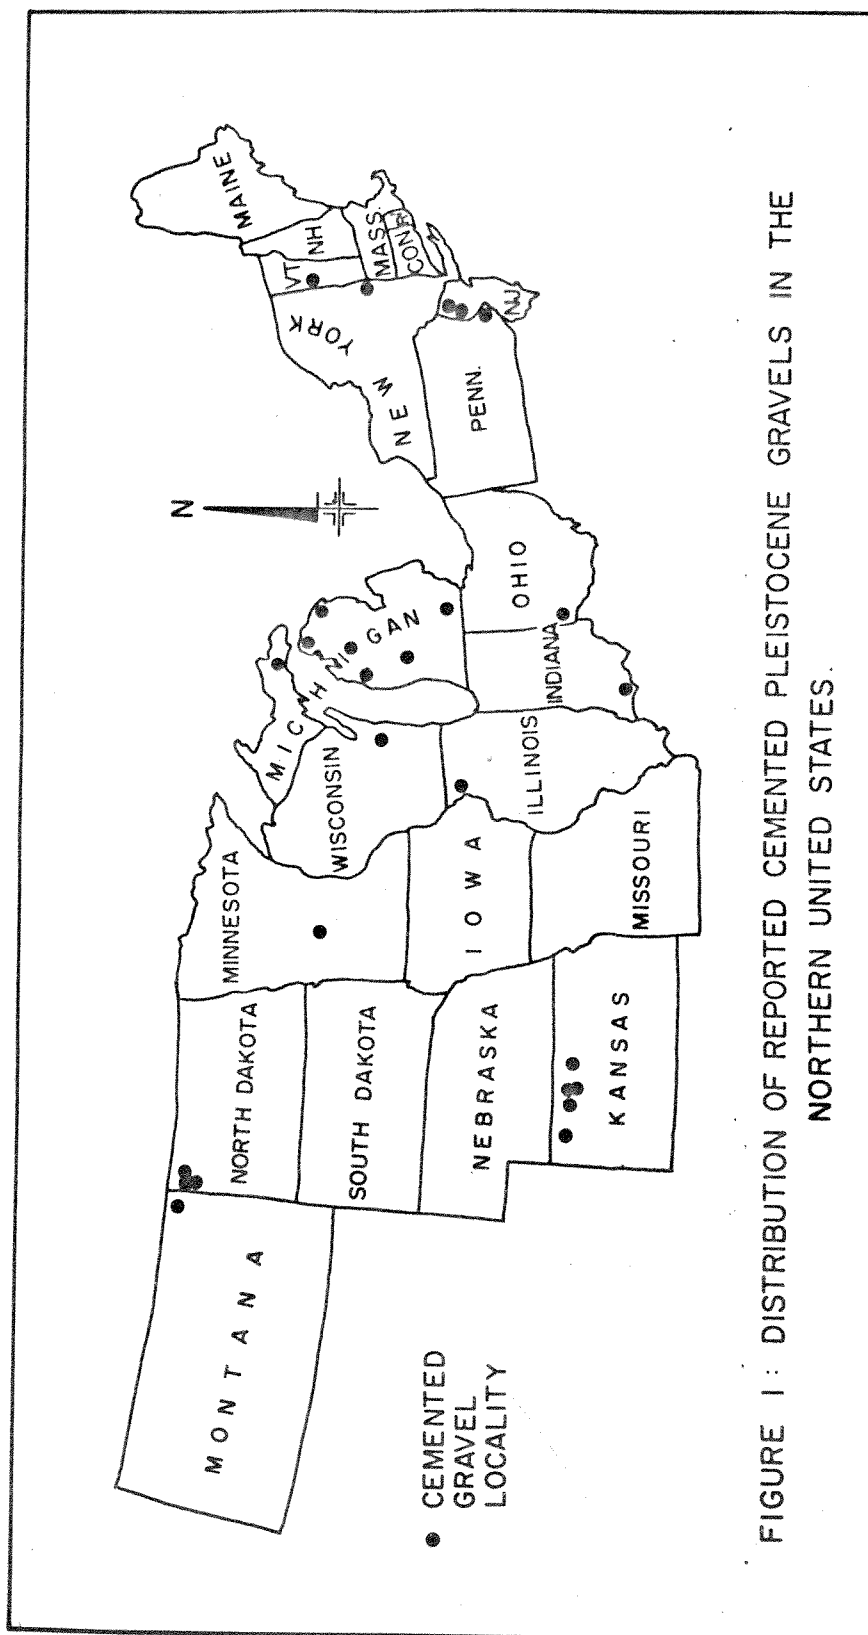 MAINE
VT
NH
MASS.
CON
R
NEW YORK
PENN.
NJ
N
MICHIGAN
OHIO
INDIANA
ILLINOIS
WISCONSIN
MINNESOTA
IOWA
MISSOURI
NORTH DAKOTA
SOUTH DAKOTA
NEBRASKA
KANSAS
MONTANA
CEMENTED
GRAVEL
LOCALITY
FIGURE 1: DISTRIBUTION OF REPORTED CEMENTED PLEISTOCENE GRAVELS IN THE
NORTHERN UNITED STATES.